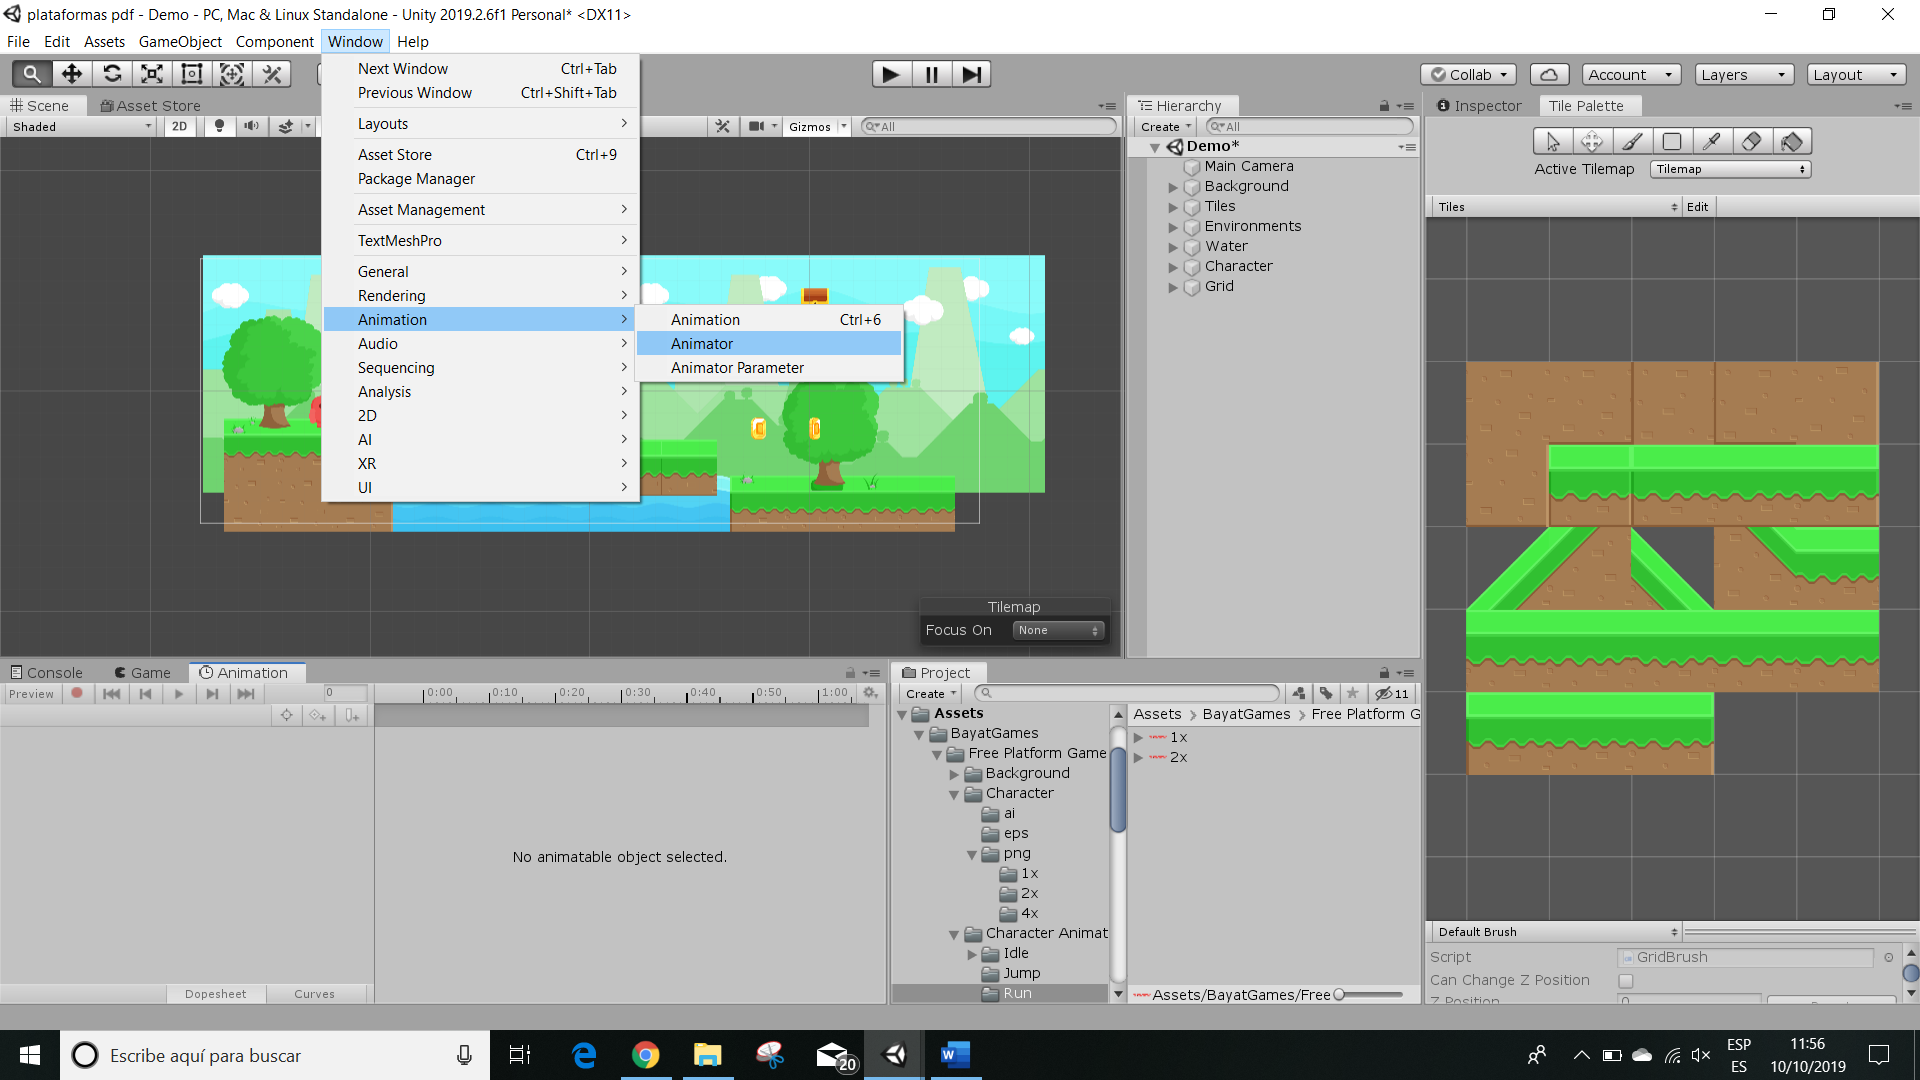 plataformas pdf - Demo - PC, Mac & Linux Standalone - Unity 2019.2.6f1 Personal* <DX11>
File Edit Assets GameObject Component Window Help
Next Window Ctrl+Tab
Previous Window Ctrl+Shift+Tab
Layouts
Asset Store Ctrl+9
Package Manager
Asset Management
TextMeshPro
General
Rendering
Animation
Audio
Sequencing
Analysis
2D
AI
XR
UI
Animation Ctrl+6
Animator
Animator Parameter
Collab Account Layers Layout
Scene Asset Store
Shaded 2D Gizmos All
Hierarchy
Create All
Demo*
Main Camera
Background
Tiles
Environments
Water
Character
Grid
Inspector Tile Palette
Active Tilemap Tilemap
Tiles Edit
Tilemap
Focus On None
Console Game Animation
Preview 0 0:00 0:10 0:20 0:30 0:40 0:50 1:00
No animatable object selected.
Dopesheet Curves
Project
Create 11
Assets
BayatGames
Free Platform Game
Background
Character
ai
eps
png
1x
2x
4x
Character Animat
Idle
Jump
Run
Assets BayatGames Free Platform G
1x
2x
Assets/BayatGames/Free
Default Brush
Script GridBrush
Can Change Z Position
Z Position 0
Escribe aquí para buscar
20
ESP
ES
11:56
10/10/2019